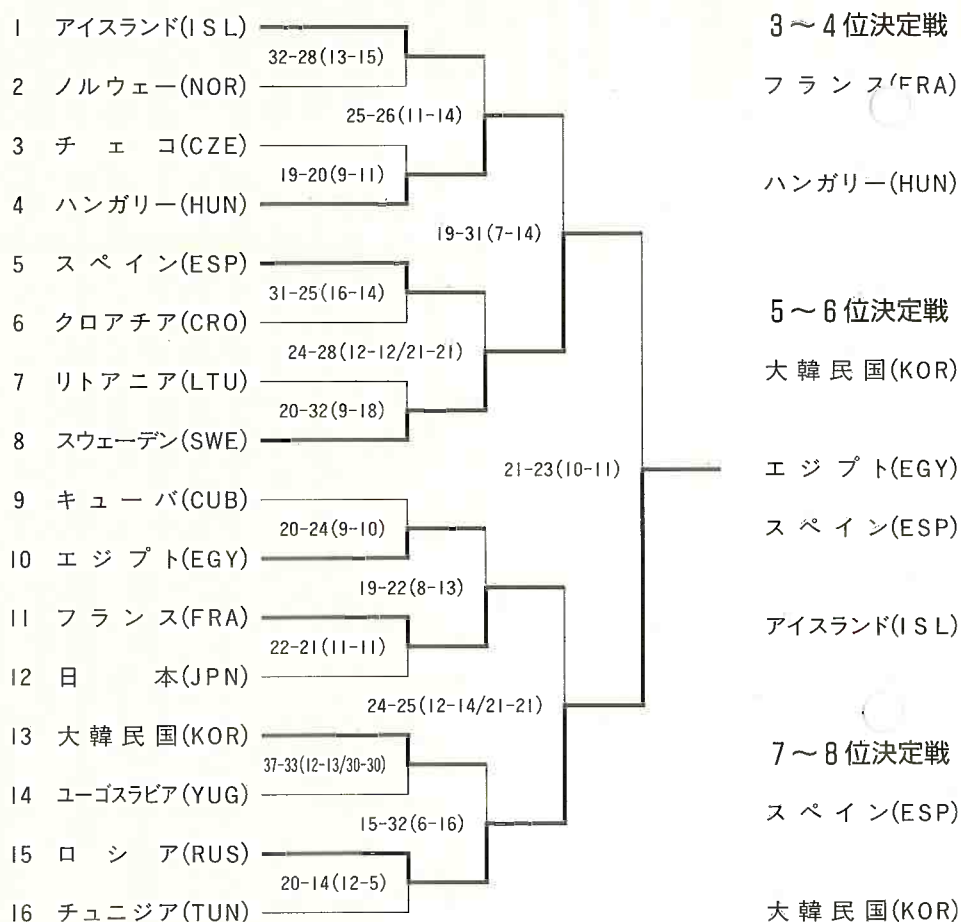 1 アイスランド(ISL)
32-28(13-15)
2 ノルウェー(NOR)
25-26(11-14)
3 チェコ(CZE)
19-20(9-11)
4 ハンガリー(HUN)
19-31(7-14)
5 スペイン(ESP)
31-25(16-14)
6 クロアチア(CRO)
24-28(12-12/21-21)
7 リトアニア(LTU)
20-32(9-18)
8 スウェーデン(SWE)
21-23(10-11)
9 キューバ(CUB)
20-24(9-10)
10 エジプト(EGY)
19-22(8-13)
11 フランス(FRA)
22-21(11-11)
12 日本(JPN)
24-25(12-14/21-21)
13 大韓民国(KOR)
37-33(12-13/30-30)
14 ユーゴスラビア(YUG)
15-32(6-16)
15 ロシア(RUS)
20-14(12-5)
16 チュニジア(TUN)
3〜4位決定戦
フランス(FRA)
ハンガリー(HUN)
5〜6位決定戦
大韓民国(KOR)
エジプト(EGY)
スペイン(ESP)
アイスランド(ISL)
7〜8位決定戦
スペイン(ESP)
大韓民国(KOR)